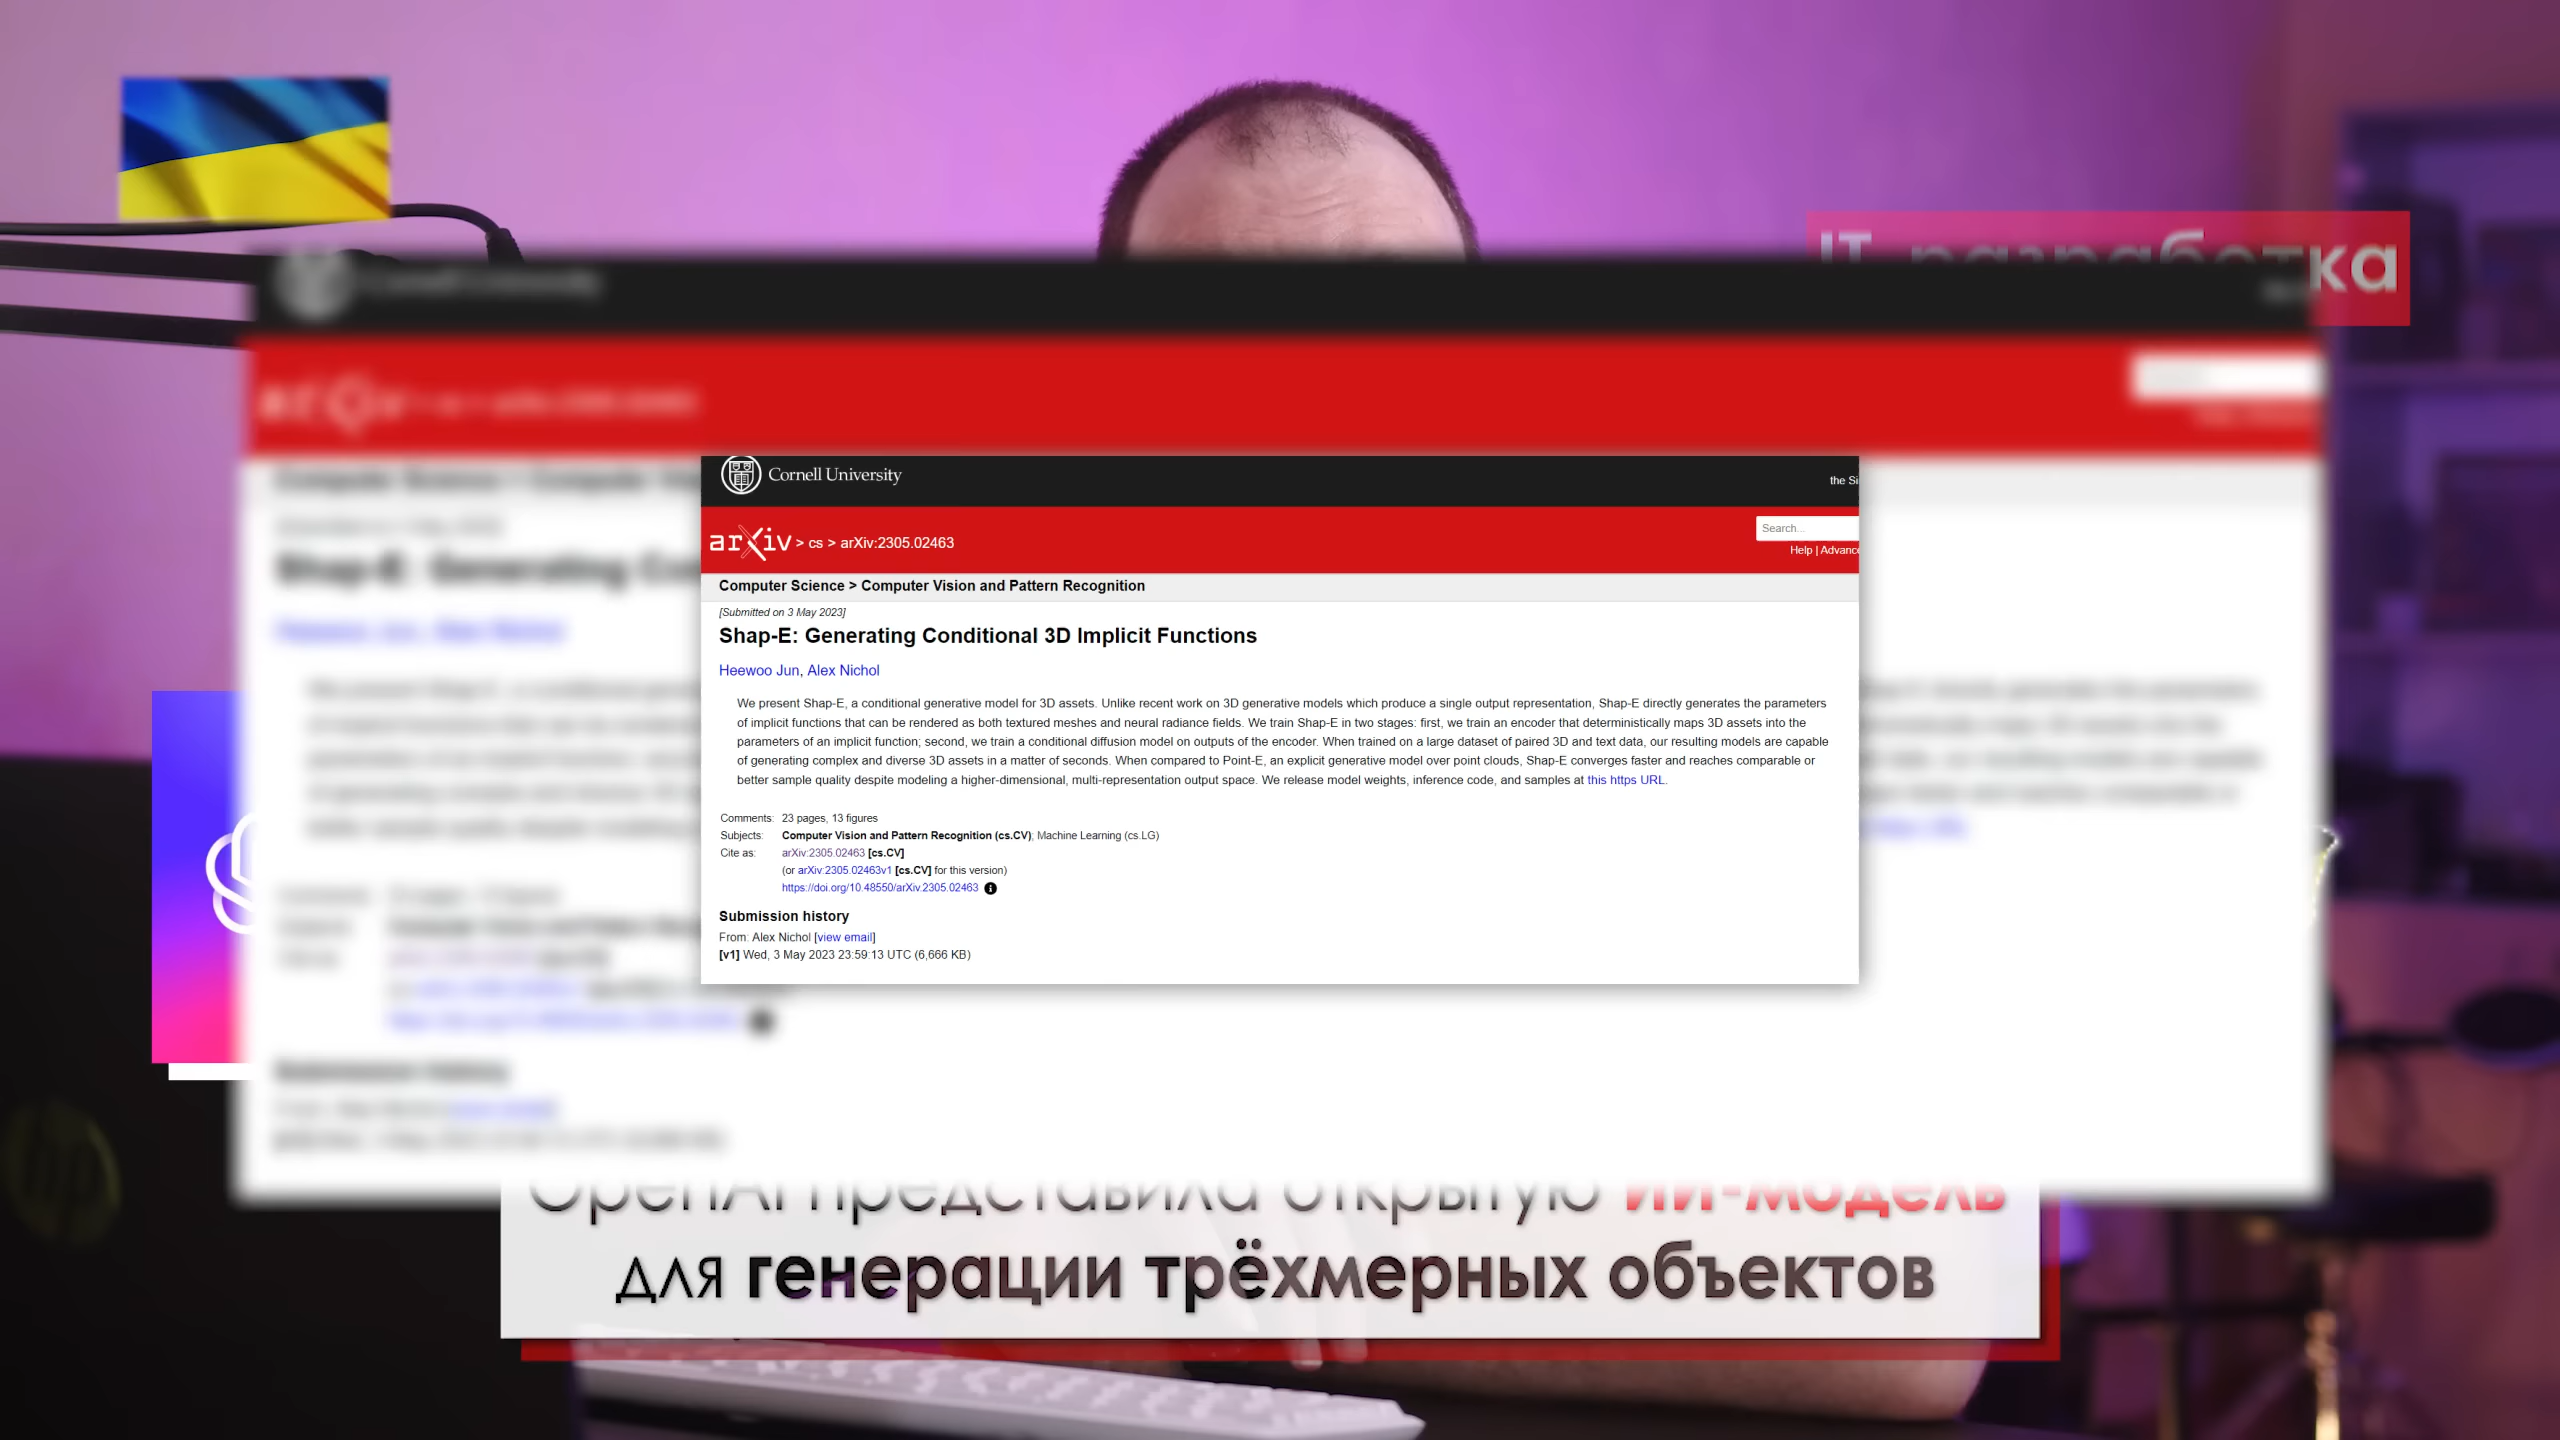 IT разработка
Cornell University
the Si
arXiv > cs > arXiv:2305.02463
Search...
Help | Advanc
Computer Science > Computer Vision and Pattern Recognition
[Submitted on 3 May 2023]
Shap-E: Generating Conditional 3D Implicit Functions
Heewoo Jun, Alex Nichol
We present Shap-E, a conditional generative model for 3D assets. Unlike recent work on 3D generative models which produce a single output representation, Shap-E directly generates the parameters
of implicit functions that can be rendered as both textured meshes and neural radiance fields. We train Shap-E in two stages: first, we train an encoder that deterministically maps 3D assets into the
parameters of an implicit function; second, we train a conditional diffusion model on outputs of the encoder. When trained on a large dataset of paired 3D and text data, our resulting models are capable
of generating complex and diverse 3D assets in a matter of seconds. When compared to Point-E, an explicit generative model over point clouds, Shap-E converges faster and reaches comparable or
better sample quality despite modeling a higher-dimensional, multi-representation output space. We release model weights, inference code, and samples at this https URL.
Comments: 23 pages, 13 figures
Subjects: Computer Vision and Pattern Recognition (cs.CV); Machine Learning (cs.LG)
Cite as: arXiv:2305.02463 [cs.CV]
(or arXiv:2305.02463v1 [cs.CV] for this version)
https://doi.org/10.48550/arXiv.2305.02463
Submission history
From: Alex Nichol [view email]
[v1] Wed, 3 May 2023 23:59:13 UTC (6,666 KB)
OpenAI представила открытую ИИ-модель
для генерации трёхмерных объектов